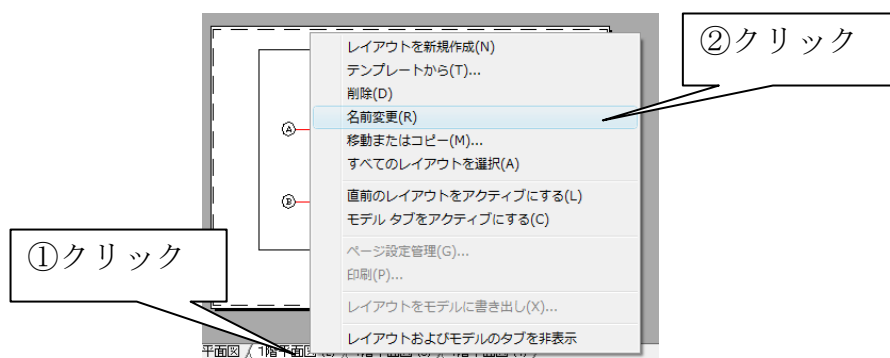 レイアウトを新規作成(N)
テンプレートから(T)...
削除(D)
名前変更(R)
移動またはコピー(M)...
すべてのレイアウトを選択(A)
直前のレイアウトをアクティブにする(L)
モデル タブをアクティブにする(C)
ページ設定管理(G)...
印刷(P)...
レイアウトをモデルに書き出し(X)...
レイアウトおよびモデルのタブを非表示
②クリック
①クリック
A
B
平面図 1階平面図